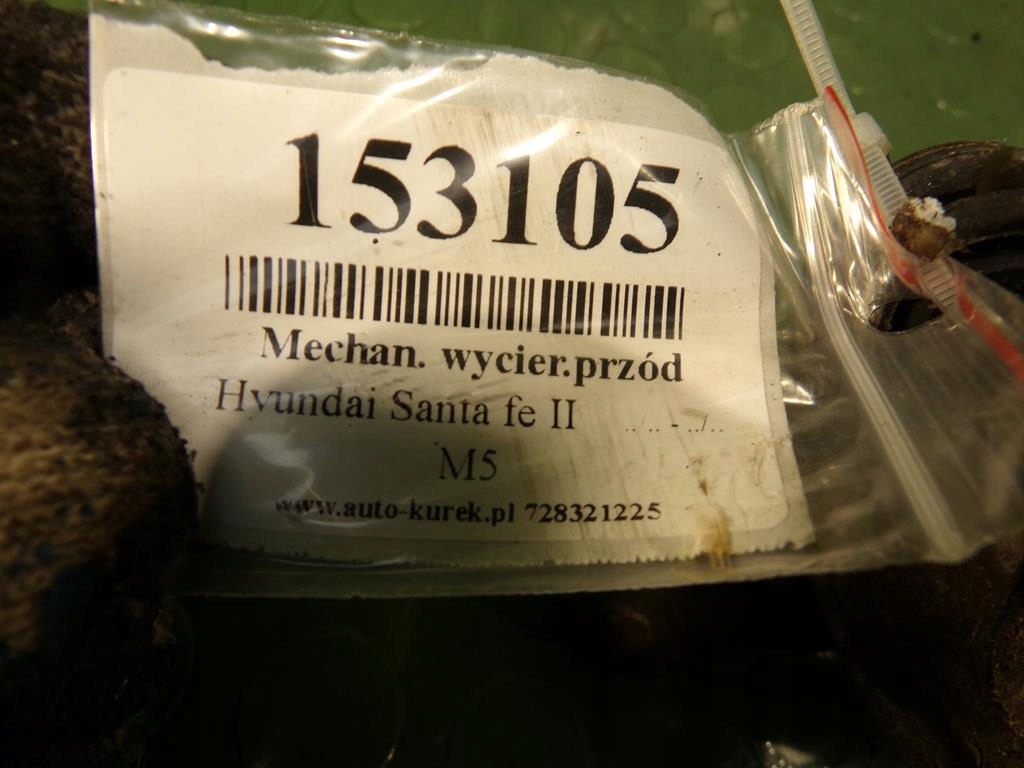 153105
Mechan. wycier.przód
Hyundai Santa fe II ../.. - ../..
M5
www.auto-kurek.pl 728321225